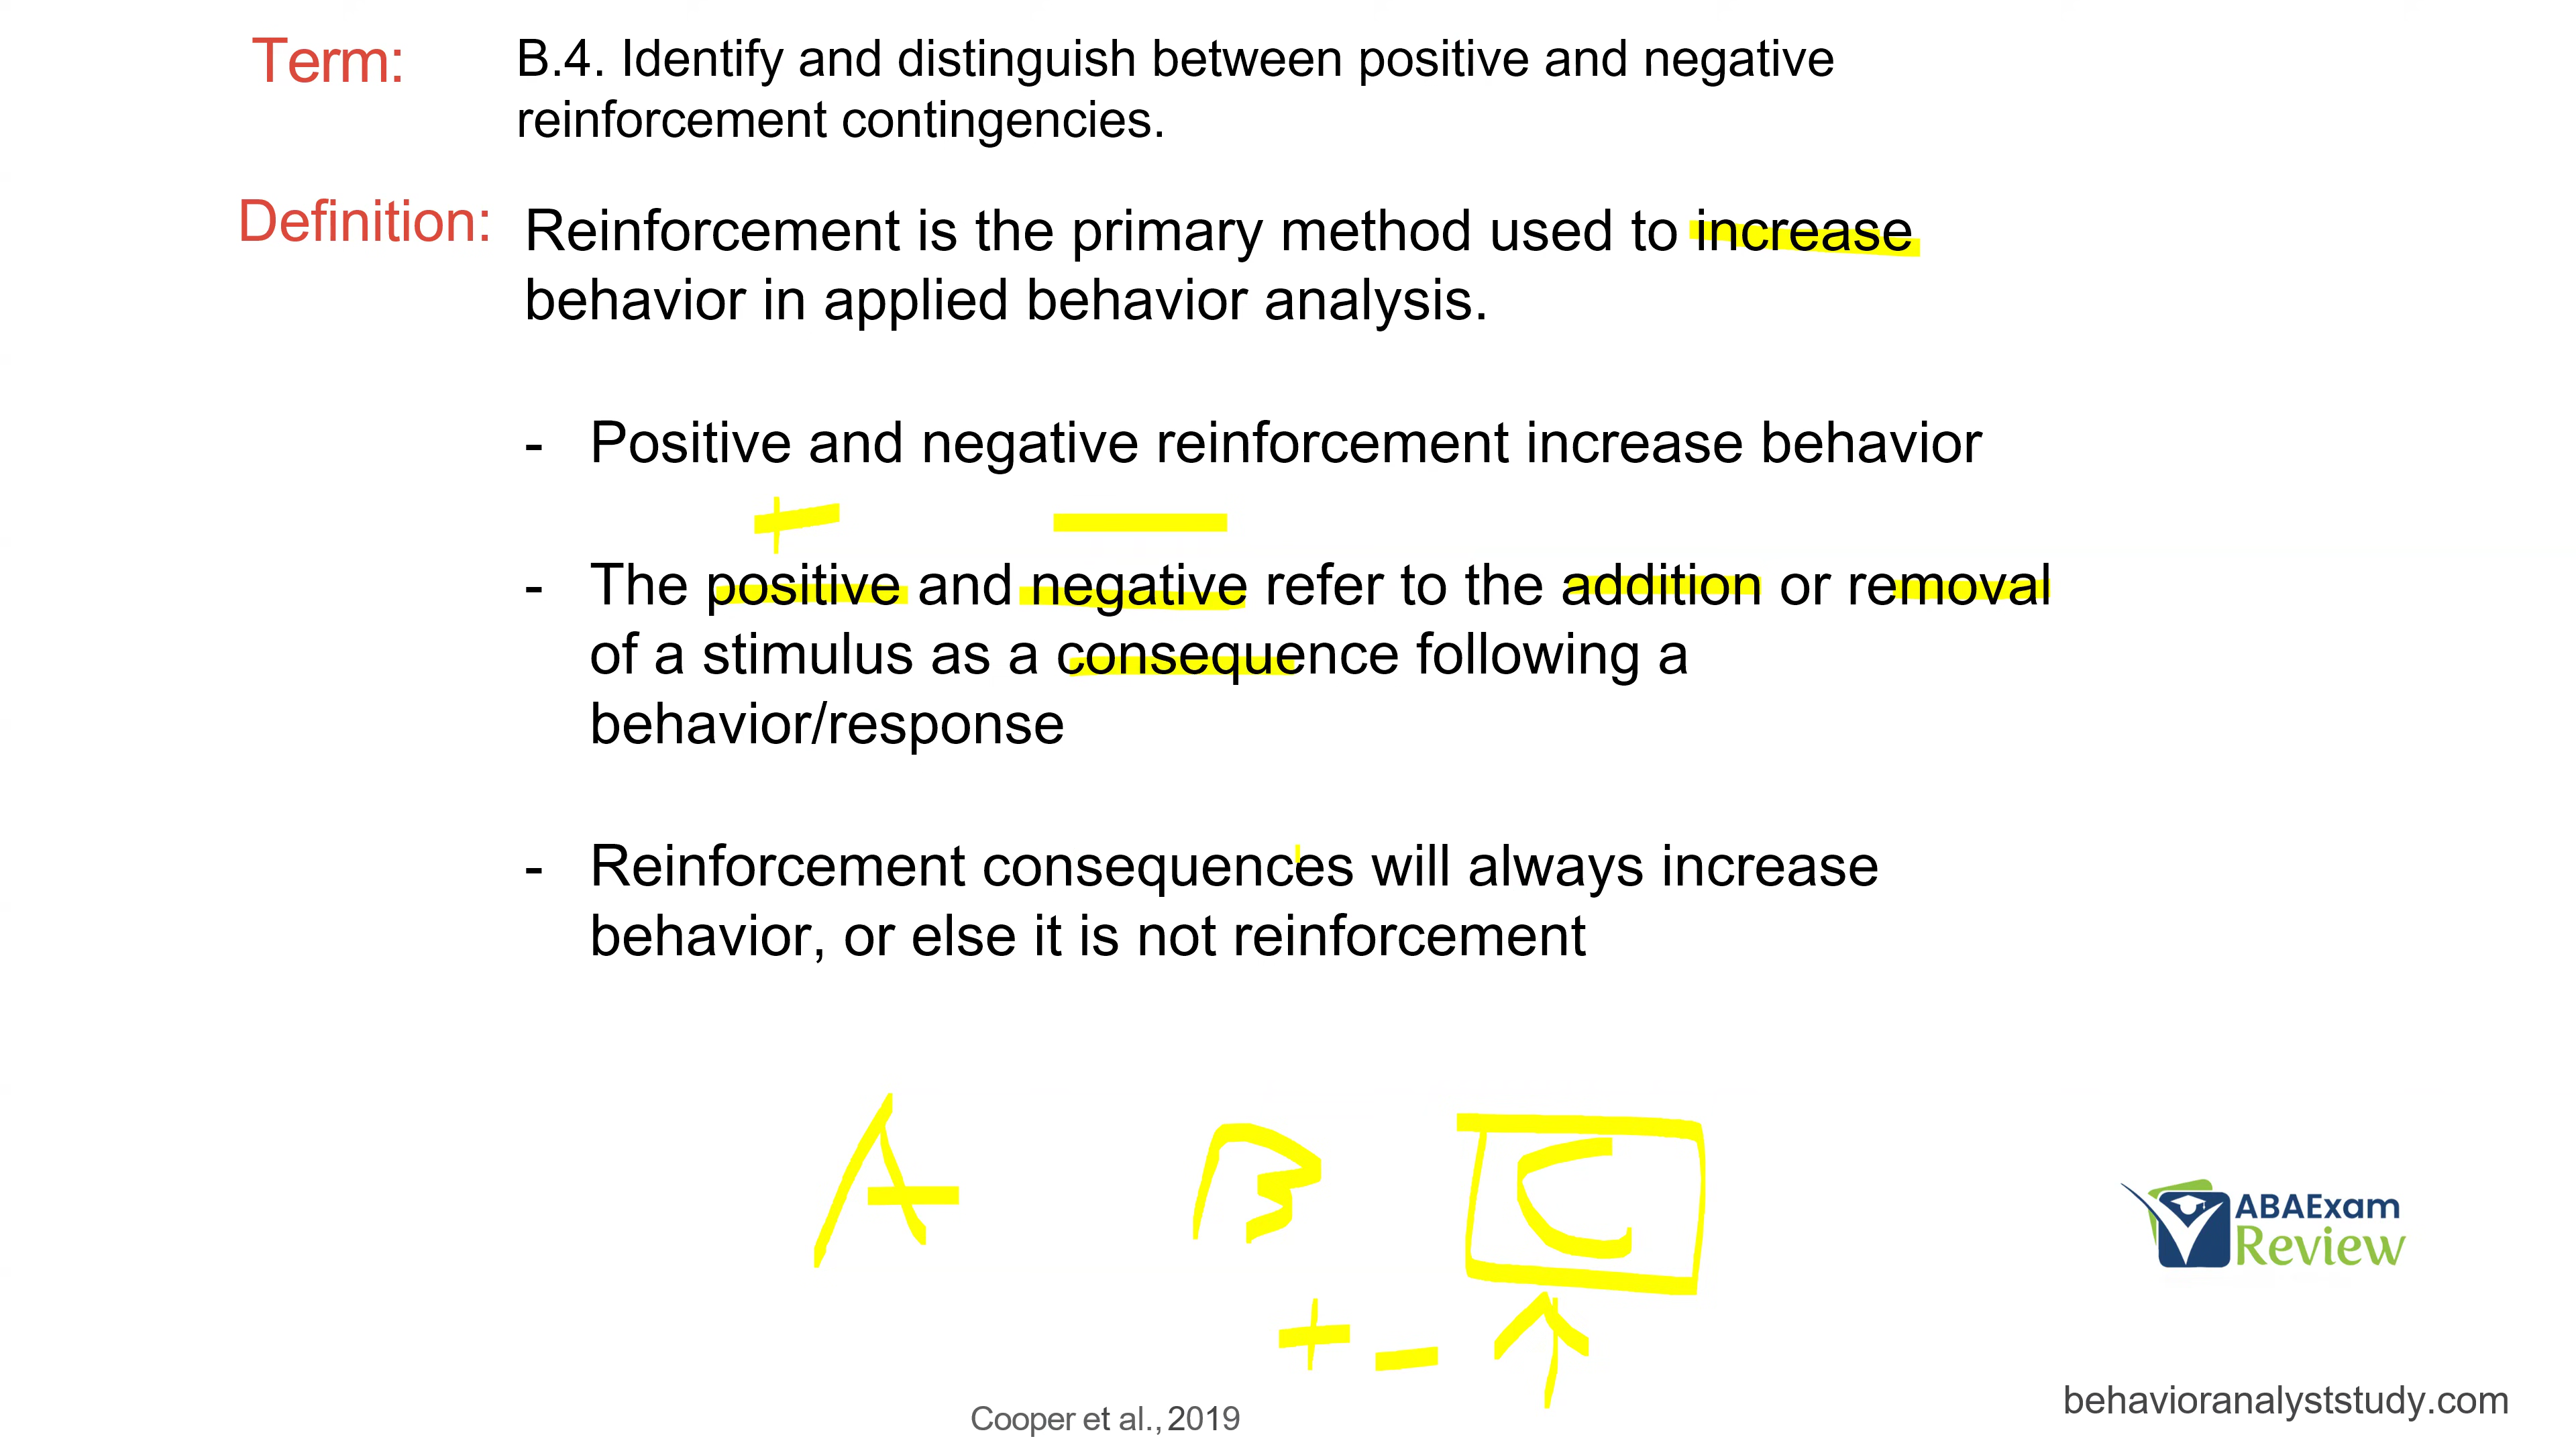 Term:
B.4. Identify and distinguish between positive and negative
reinforcement contingencies.
Definition:
Reinforcement is the primary method used to increase
behavior in applied behavior analysis.
- Positive and negative reinforcement increase behavior
+ -
- The positive and negative refer to the addition or removal
of a stimulus as a consequence following a
behavior/response
- Reinforcement consequences will always increase
behavior, or else it is not reinforcement
A B C
+ - ↑
ABAExam
Review
behavioranalyststudy.com
Cooper et al., 2019